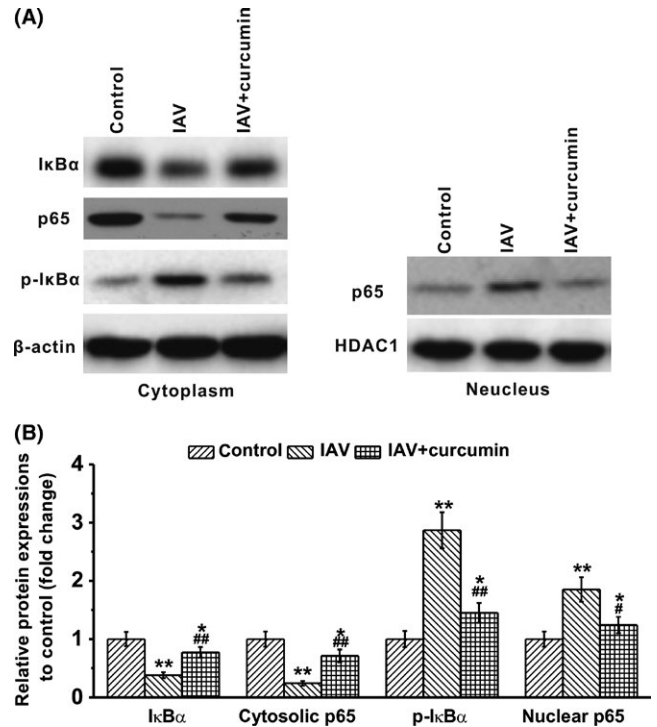 (A)
Control
IAV
IAV+curcumin
IκBα
p65
p-IκBα
β-actin
Cytoplasm
Control
IAV
IAV+curcumin
p65
HDAC1
Neucleus
(B)
Control IAV IAV+curcumin
Relative protein expressions
to control (fold change)
4
3
2
1
0
** * ## ** * ## ** * ## ** * #
IκBα Cytosolic p65 p-IκBα Nuclear p65